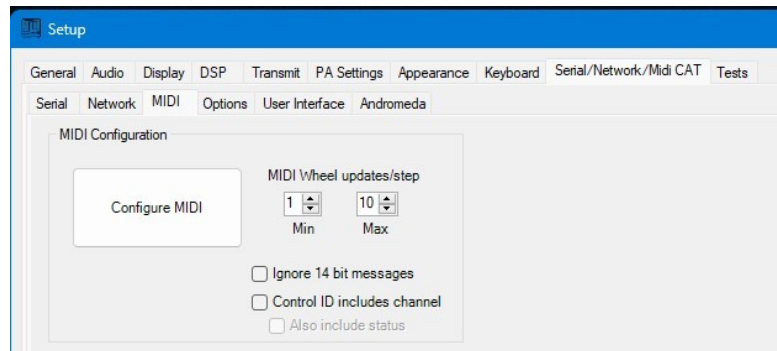 Setup
General Audio Display DSP Transmit PA Settings Appearance Keyboard Serial/Network/Midi CAT Tests
Serial Network MIDI Options User Interface Andromeda
MIDI Configuration
Configure MIDI
MIDI Wheel updates/step
1 10
Min Max
Ignore 14 bit messages
Control ID includes channel
Also include status